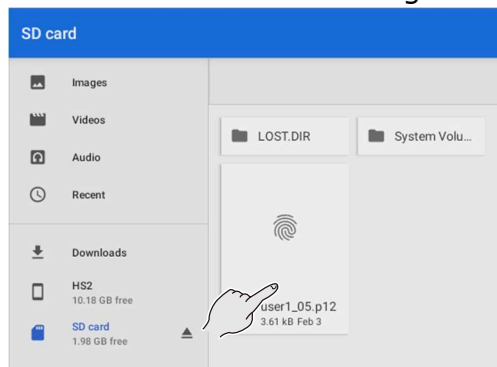 SD card
Images
Videos
Audio
Recent
Downloads
HS2
10.18 GB free
SD card
1.98 GB free
LOST.DIR
System Volu...
user1_05.p12
3.61 kB Feb 3